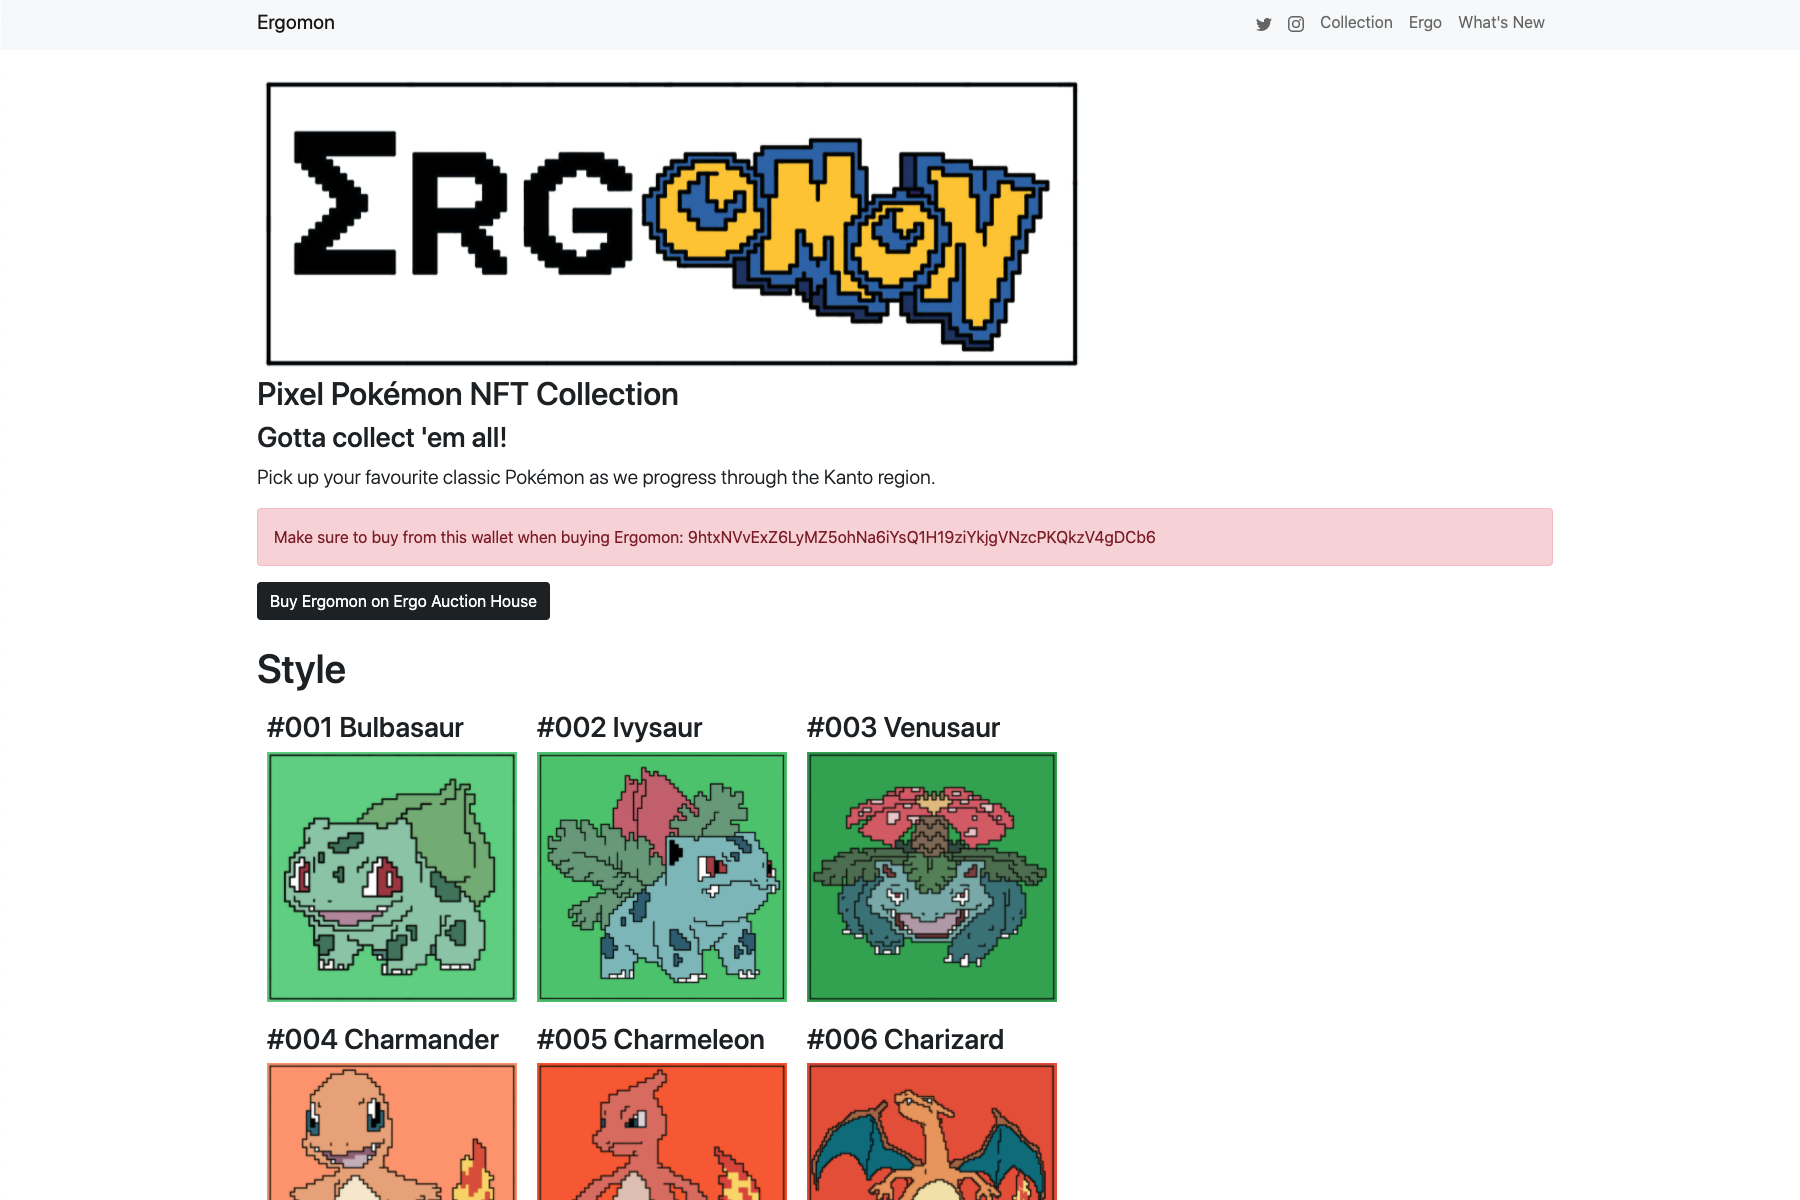 Ergomon
Collection
Ergo
What's New
ΣRGOMON
Pixel Pokémon NFT Collection
Gotta collect 'em all!
Pick up your favourite classic Pokémon as we progress through the Kanto region.
Make sure to buy from this wallet when buying Ergomon: 9htxNVvExZ6LyMZ5ohNa6iYsQ1H19ziYkjgVNzcPKQkzV4gDCb6
Buy Ergomon on Ergo Auction House
Style
#001 Bulbasaur
#002 Ivysaur
#003 Venusaur
#004 Charmander
#005 Charmeleon
#006 Charizard